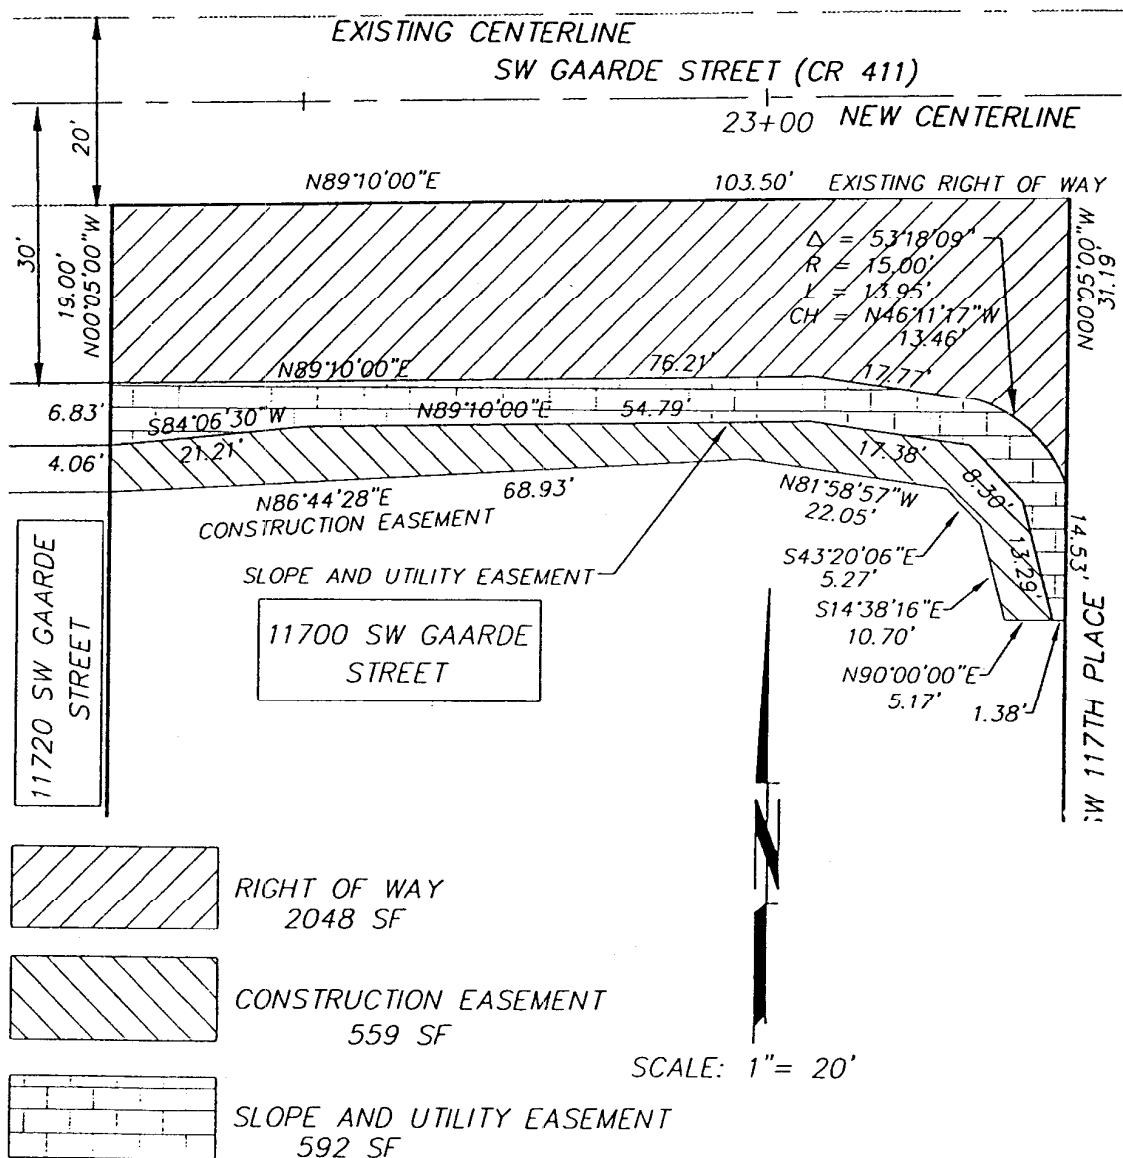 EXISTING CENTERLINE
SW GAARDE STREET (CR 411)
23+00 NEW CENTERLINE
20'
30'
N89°10'00"E 103.50' EXISTING RIGHT OF WAY
19.00'
N00°05'00"W
Δ = 53°18'09"
R = 15.00'
L = 13.95'
CH = N46°11'17"W
13.46'
N00°05'00"W
31.19'
N89°10'00"E 76.21' 17.77'
6.83'
S84°06'30"W N89°10'00"E 54.79'
21.21'
17.38'
4.06'
8.30'
N86°44'28"E 68.93'
CONSTRUCTION EASEMENT
N81°58'57"W
22.05'
13.29'
14.53'
S43°20'06"E
5.27'
SLOPE AND UTILITY EASEMENT
S14°38'16"E
10.70'
N90°00'00"E
5.17'
1.38'
11720 SW GAARDE
STREET
11700 SW GAARDE
STREET
SW 117TH PLACE
N
RIGHT OF WAY
2048 SF
CONSTRUCTION EASEMENT
559 SF
SCALE: 1"= 20'
SLOPE AND UTILITY EASEMENT
592 SF